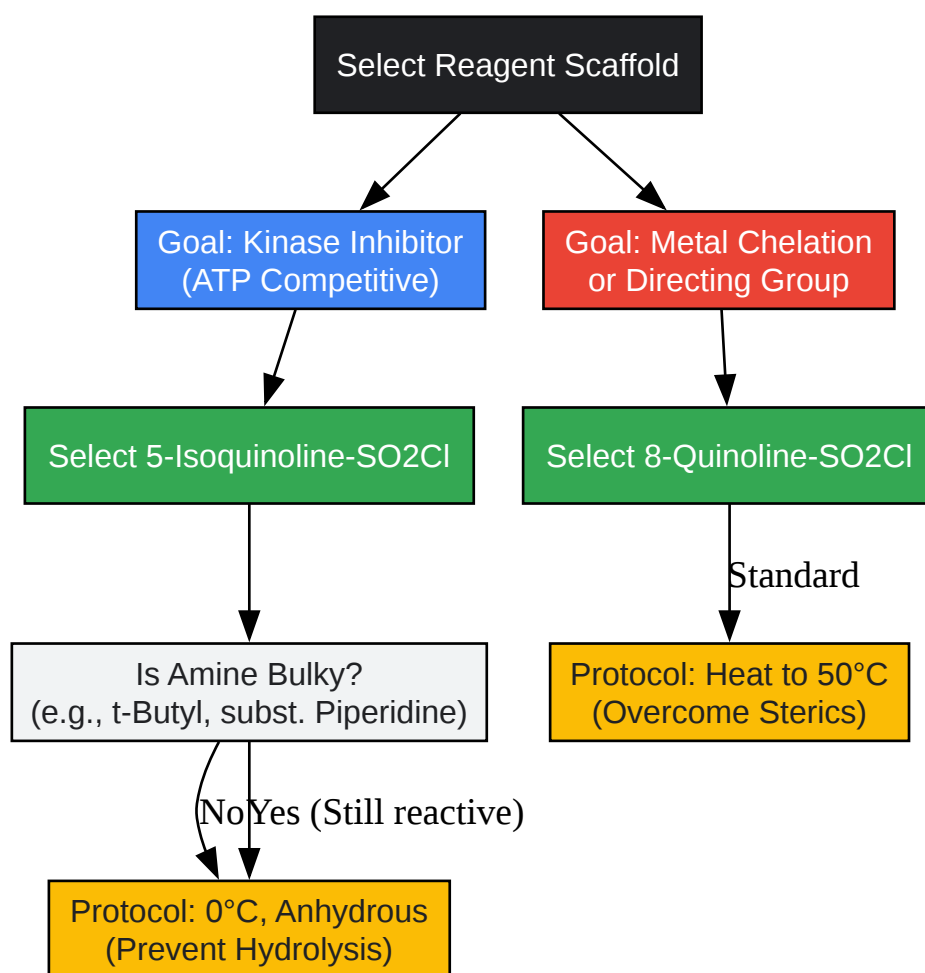 Select Reagent Scaffold
Goal: Kinase Inhibitor
(ATP Competitive)
Goal: Metal Chelation
or Directing Group
Select 5-Isoquinoline-SO2Cl
Select 8-Quinoline-SO2Cl
Standard
Is Amine Bulky?
(e.g., t-Butyl, subst. Piperidine)
Protocol: Heat to 50°C
(Overcome Sterics)
No
Yes (Still reactive)
Protocol: 0°C, Anhydrous
(Prevent Hydrolysis)